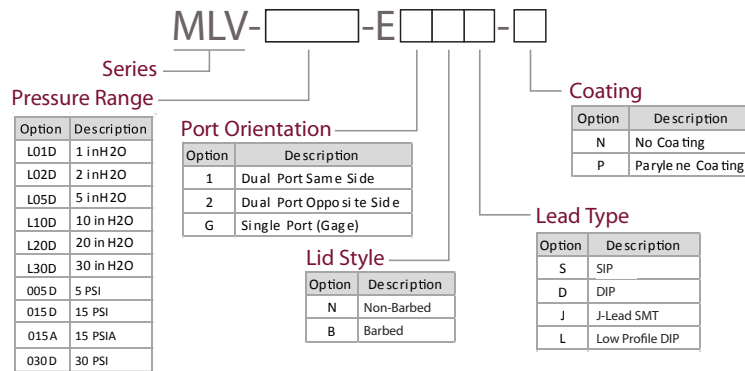 MLV- -E -
Series
Pressure Range
Option Description
L01D 1 inH2O
L02D 2 inH2O
L05D 5 inH2O
L10D 10 in H2O
L20D 20 in H2O
L30D 30 in H2O
005D 5 PSI
015D 15 PSI
015A 15 PSIA
030D 30 PSI
Port Orientation
Option Description
1 Dual Port Same Side
2 Dual Port Opposite Side
G Single Port (Gage)
Lid Style
Option Description
N Non-Barbed
B Barbed
Coating
Option Description
N No Coating
P Parylene Coating
Lead Type
Option Description
S SIP
D DIP
J J-Lead SMT
L Low Profile DIP